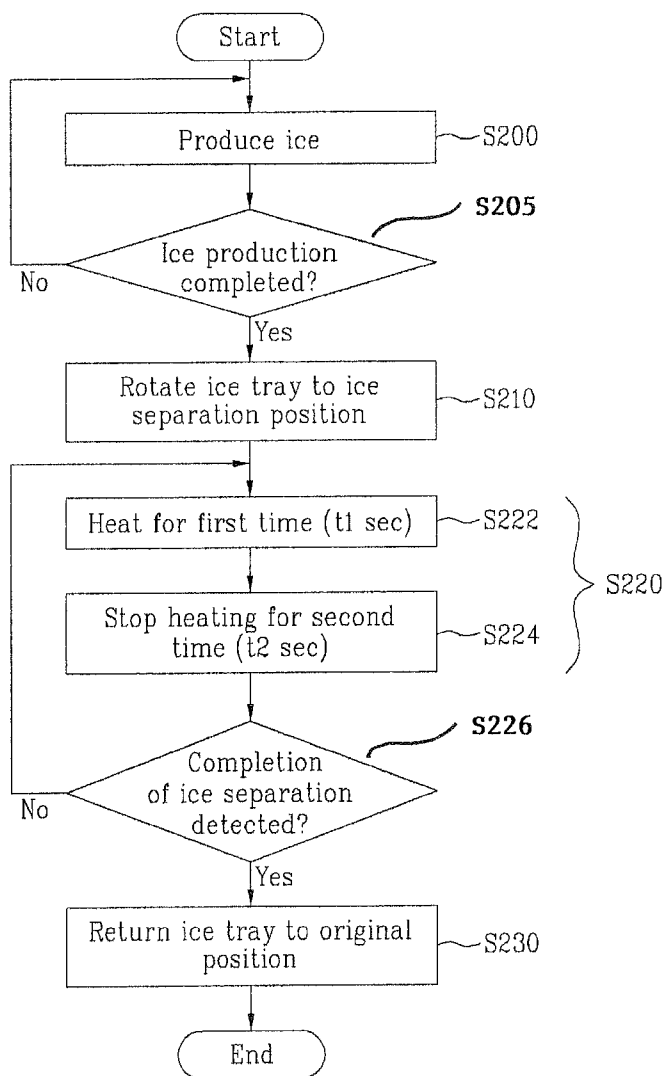 Start
Produce ice
S200
S205
Ice production
completed?
No
Yes
Rotate ice tray to ice
separation position
S210
Heat for first time (t1 sec)
S222
S220
Stop heating for second
time (t2 sec)
S224
S226
Completion
of ice separation
detected?
No
Yes
Return ice tray to original
position
S230
End